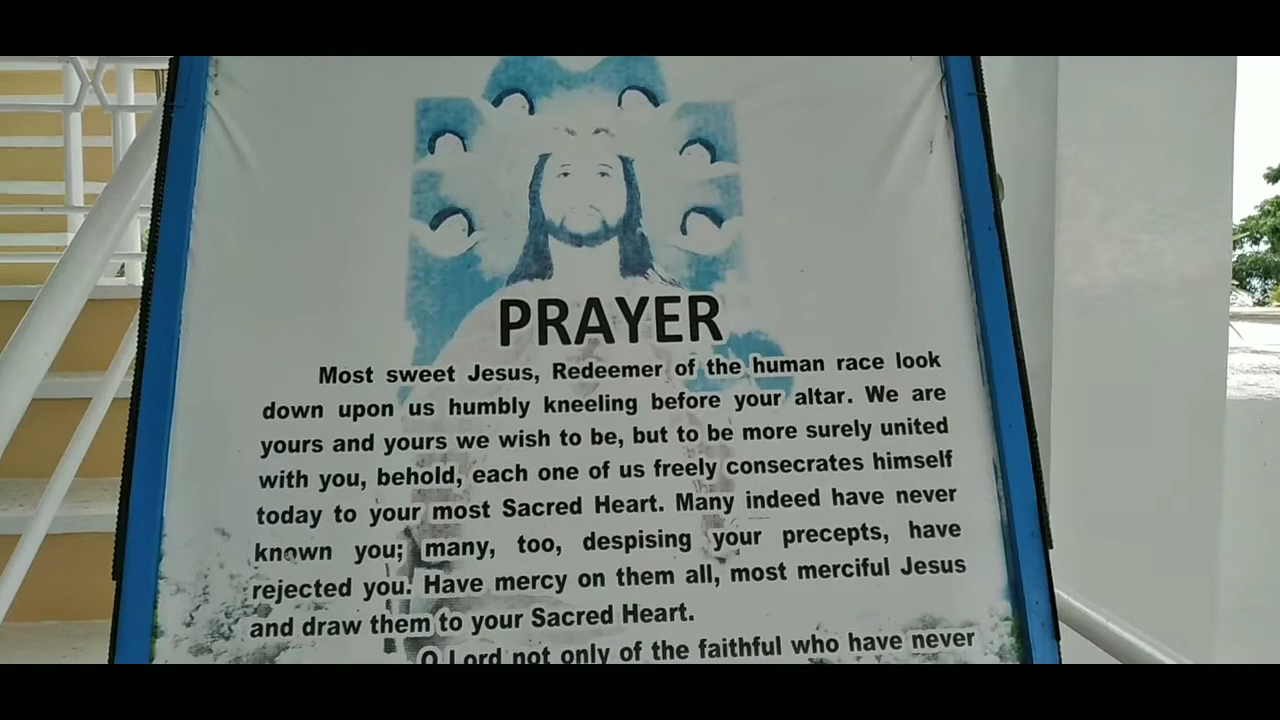 PRAYER
Most sweet Jesus, Redeemer of the human race look
down upon us humbly kneeling before your altar. We are
yours and yours we wish to be, but to be more surely united
with you, behold, each one of us freely consecrates himself
today to your most Sacred Heart. Many indeed have never
known you; many, too, despising your precepts, have
rejected you. Have mercy on them all, most merciful Jesus
and draw them to your Sacred Heart.
O Lord not only of the faithful who have never